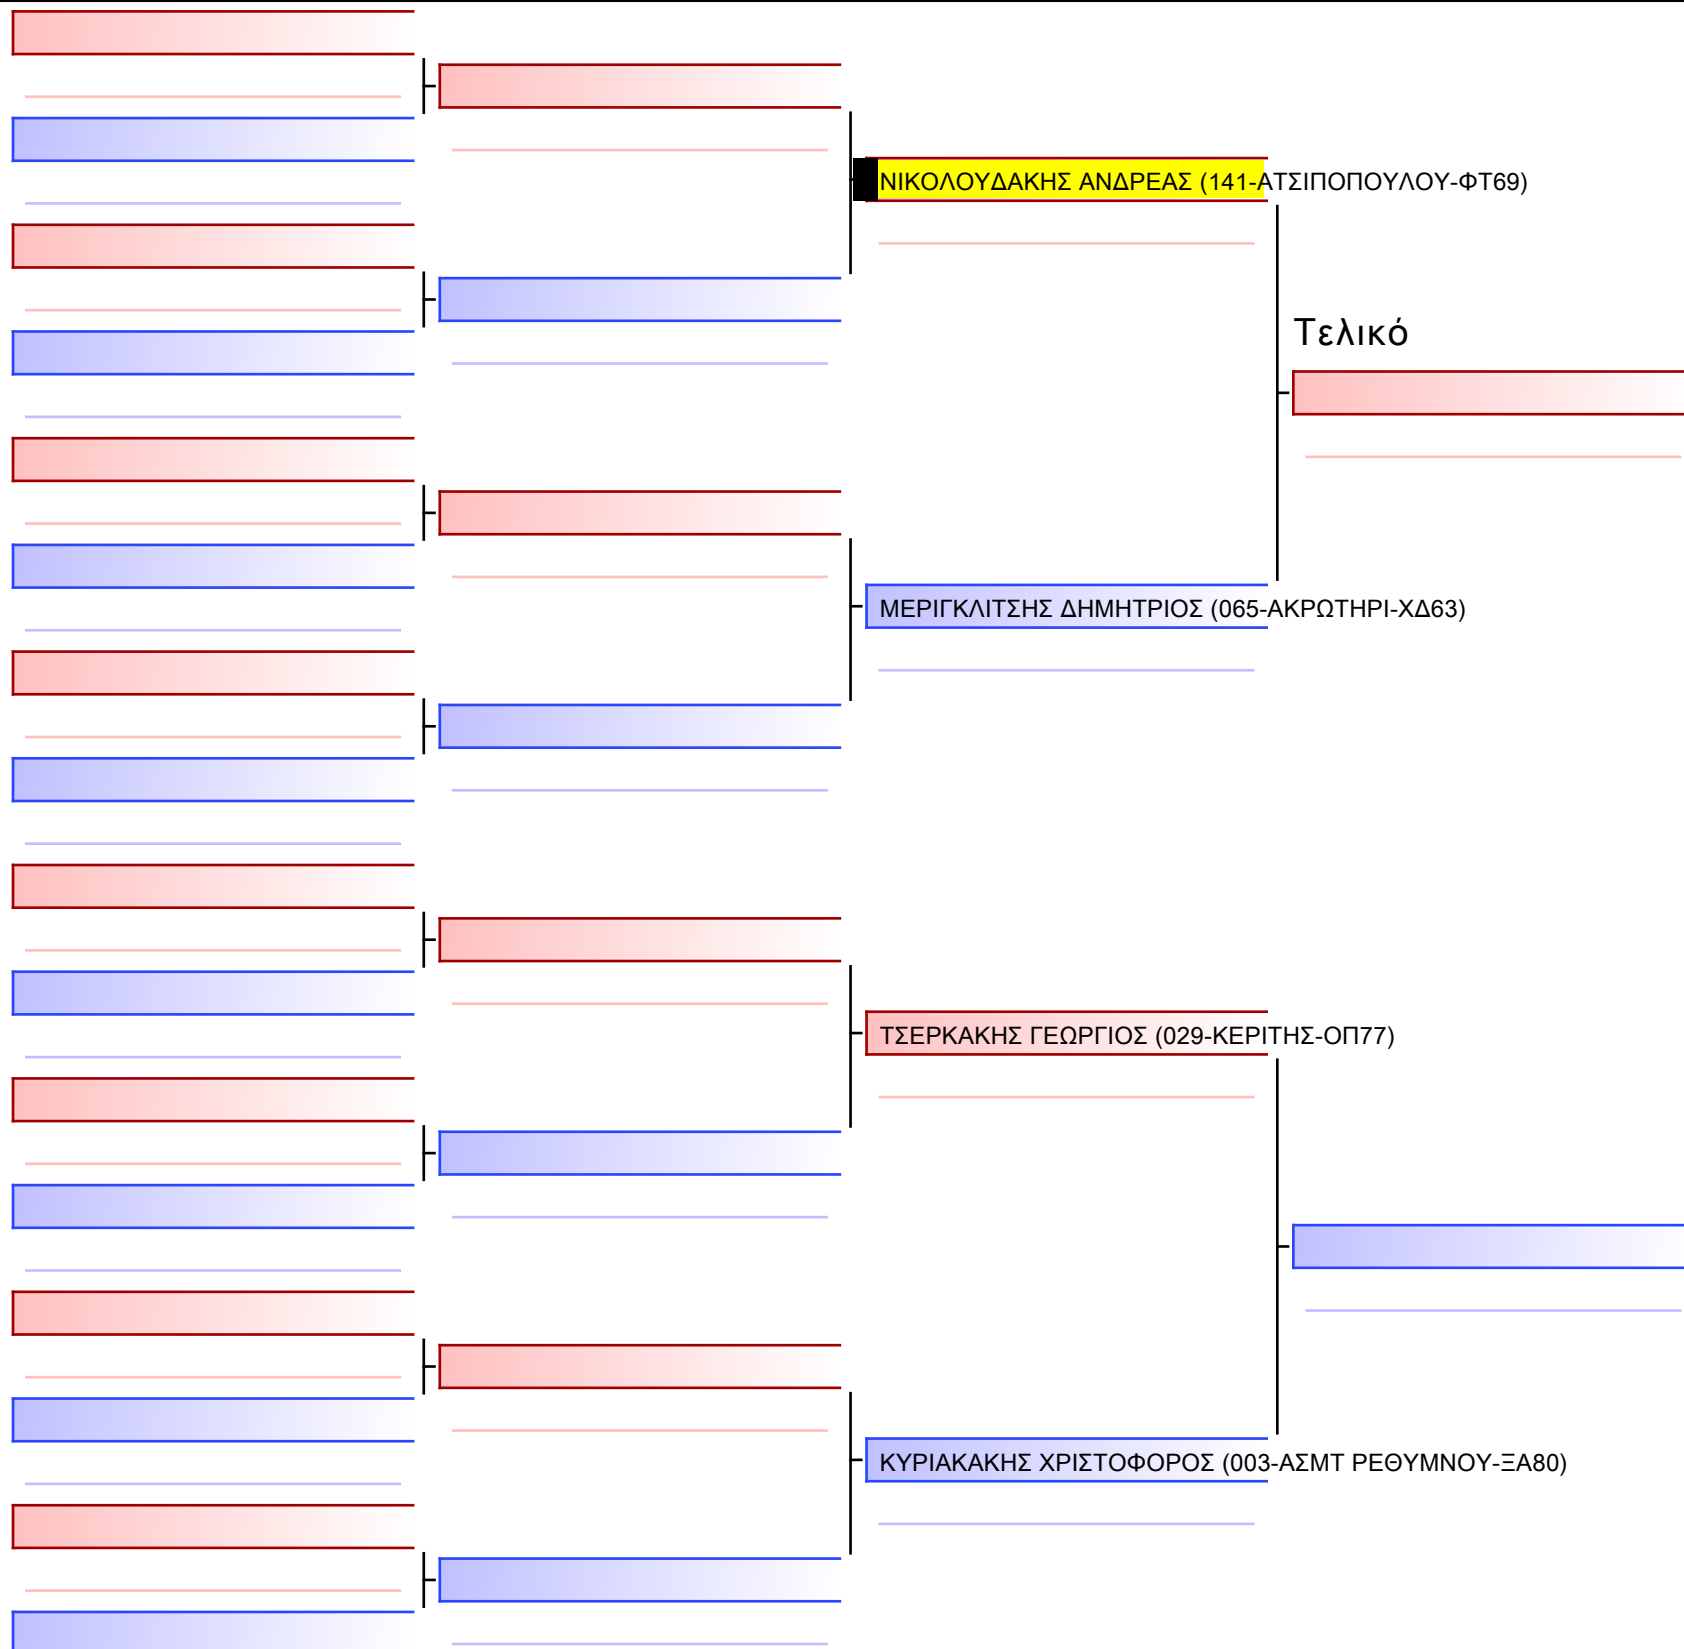 ΝΙΚΟΛΟΥΔΑΚΗΣ ΑΝΔΡΕΑΣ (141-ΑΤΣΙΠΟΠΟΥΛΟΥ-ΦΤ69)
Τελικό
ΜΕΡΙΓΚΛΙΤΣΗΣ ΔΗΜΗΤΡΙΟΣ (065-ΑΚΡΩΤΗΡΙ-ΧΔ63)
ΤΣΕΡΚΑΚΗΣ ΓΕΩΡΓΙΟΣ (029-ΚΕΡΙΤΗΣ-ΟΠ77)
ΚΥΡΙΑΚΑΚΗΣ ΧΡΙΣΤΟΦΟΡΟΣ (003-ΑΣΜΤ ΡΕΘΥΜΝΟΥ-ΞΑ80)